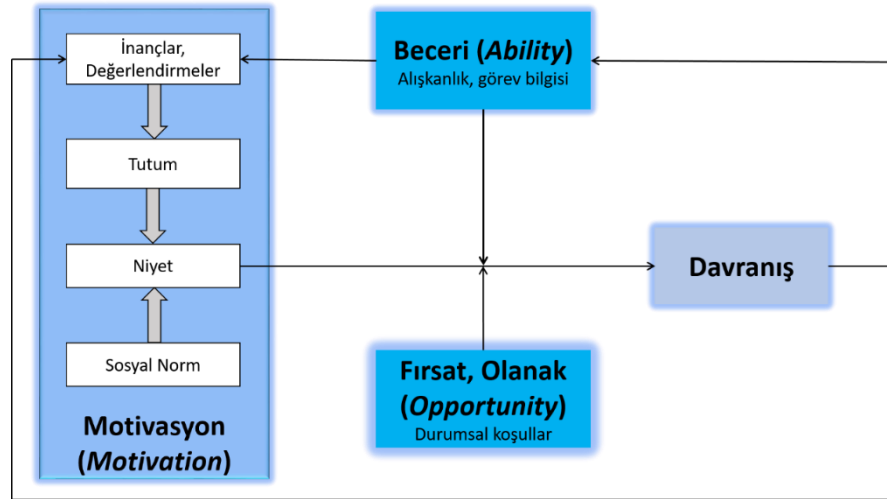 İnançlar,
Değerlendirmeler
Tutum
Niyet
Sosyal Norm
Motivasyon
(Motivation)
Beceri (Ability)
Alışkanlık, görev bilgisi
Fırsat, Olanak
(Opportunity)
Durumsal koşullar
Davranış